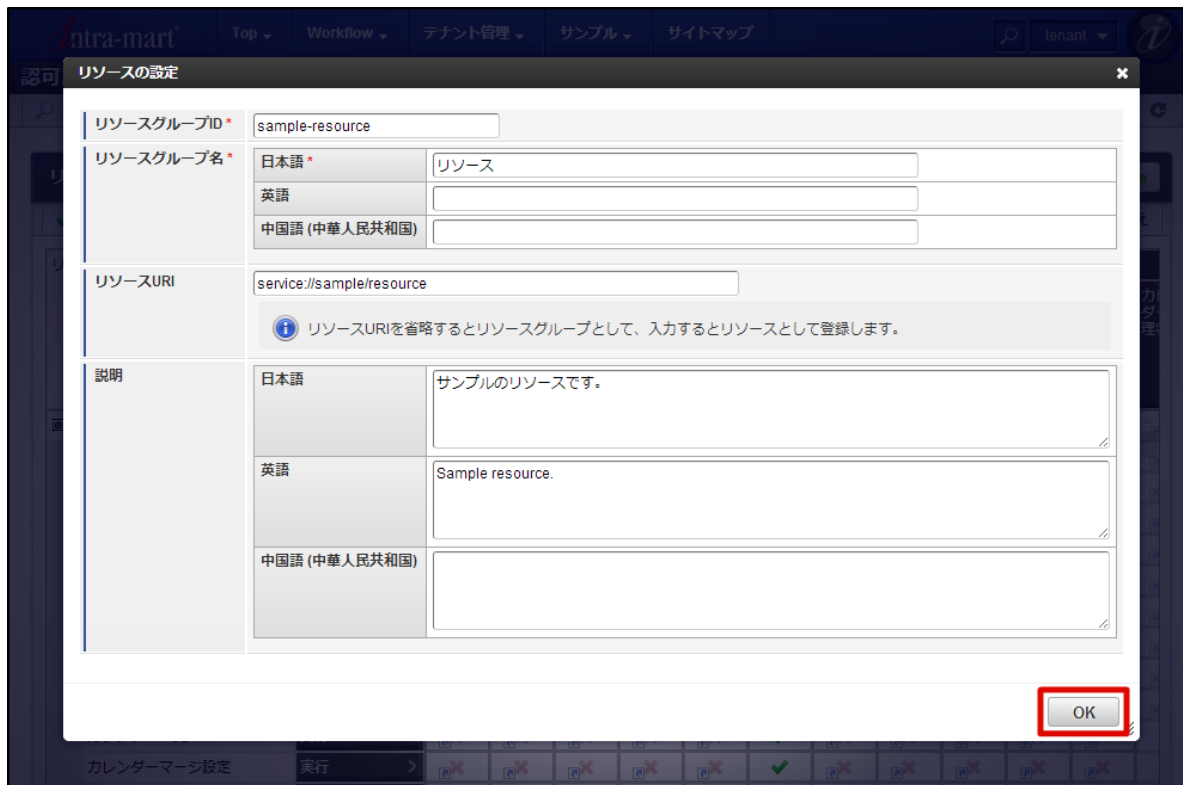 intra-mart
Top
Workflow
テナント管理
サンプル
サイトマップ
tenant
認可
リソースの設定
リソースグループID *
sample-resource
リソースグループ名 *
日本語 *
リソース
英語
中国語 (中華人民共和国)
リソースURI
service://sample/resource
リソースURIを省略するとリソースグループとして、入力するとリソースとして登録します。
説明
日本語
サンプルのリソースです。
英語
Sample resource.
中国語 (中華人民共和国)
OK
カレンダーマージ設定
実行